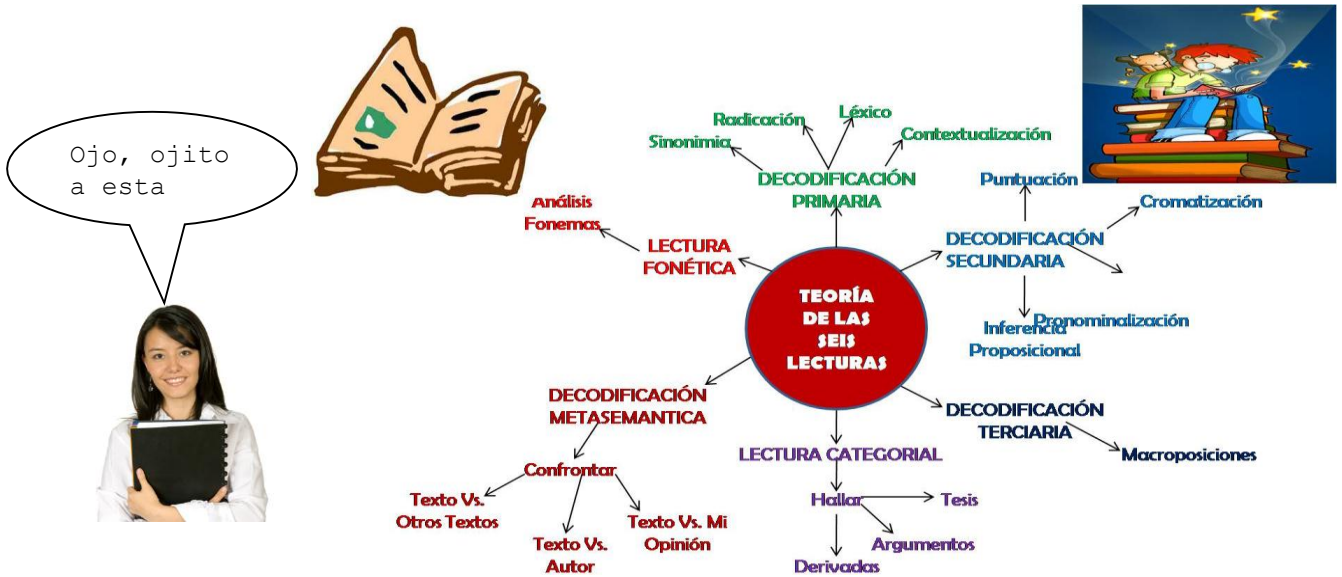 Ojo, ojito
a esta
Radicación
Léxico
Sinonimia
Contextualización
DECODIFICACIÓN
PRIMARIA
Puntuación
Cromatización
DECODIFICACIÓN
SECUNDARIA
Pronominalización
Inferencia
Proposicional
Análisis
Fonemas
LECTURA
FONÉTICA
TEORÍA
DE LAS
SEIS
LECTURAS
DECODIFICACIÓN
METASEMANTICA
Confrontar
Texto Vs.
Otros Textos
Texto Vs.
Autor
Texto Vs. Mi
Opinión
LECTURA CATEGORIAL
Hallar
Tesis
Argumentos
Derivadas
DECODIFICACIÓN
TERCIARIA
Macroposiciones